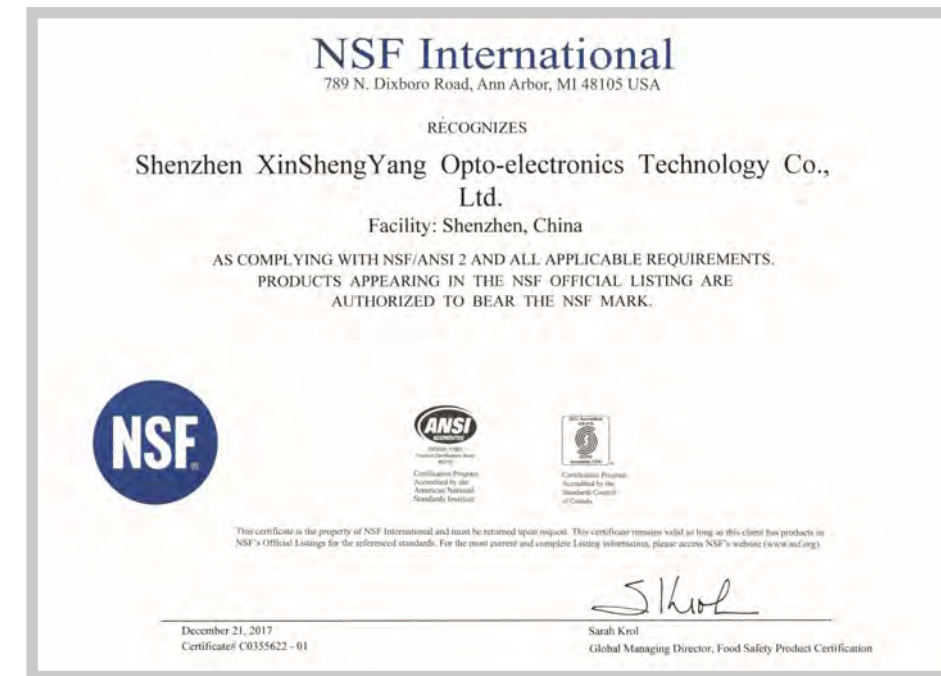 NSF International
789 N. Dixboro Road, Ann Arbor, MI 48105 USA
RECOGNIZES
Shenzhen XinShengYang Opto-electronics Technology Co.,
Ltd.
Facility: Shenzhen, China
AS COMPLYING WITH NSF/ANSI 2 AND ALL APPLICABLE REQUIREMENTS.
PRODUCTS APPEARING IN THE NSF OFFICIAL LISTING ARE
AUTHORIZED TO BEAR THE NSF MARK.
NSF
ANSI
ACCREDITED
Certification Program
Accredited by the
American National
Standards Institute
Certification Program
Accredited by the
Standards Council
of Canada
This certificate is the property of NSF International and must be returned upon request. This certificate remains valid as long as this client has products in
NSF's Official Listings for the referenced standards. For the most current and complete Listing information, please access NSF's website (www.nsf.org).
S. Krol
December 21, 2017
Certificate# C0355622 - 01
Sarah Krol
Global Managing Director, Food Safety Product Certification